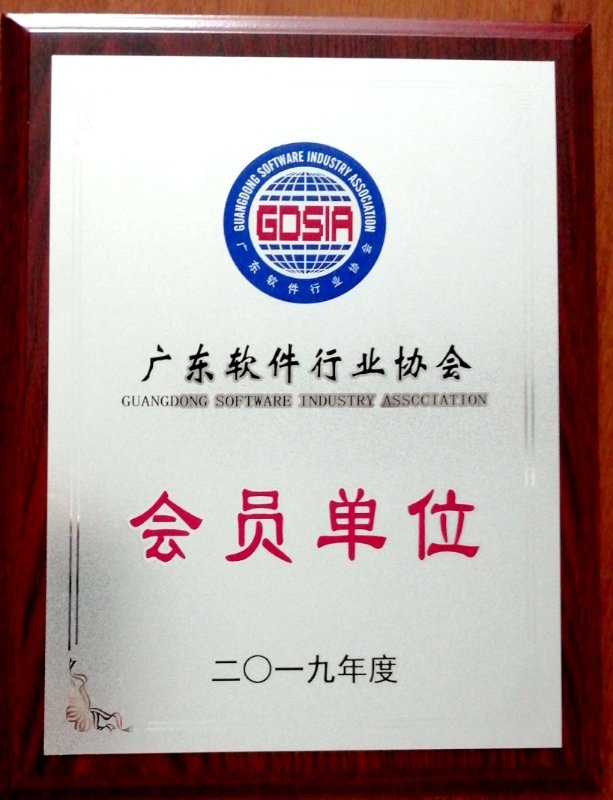 GUANGDONG SOFTWARE INDUSTRY ASSOCIATION
GDSIA
广东软件行业协会
广东软件行业协会
GUANGDONG SOFTWARE INDUSTRY ASSCCIATION
会员单位
二〇一九年度